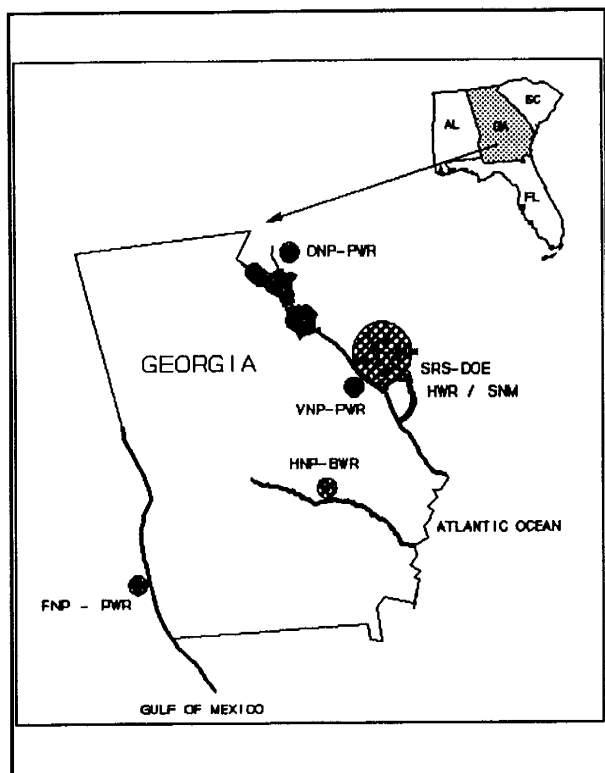 SC
AL
GA
FL
ONP-PWR
GEORGIA
SRS-DOE
HWR / SNM
VNP-PWR
HNP-BWR
ATLANTIC OCEAN
FNP - PWR
GULF OF MEXICO